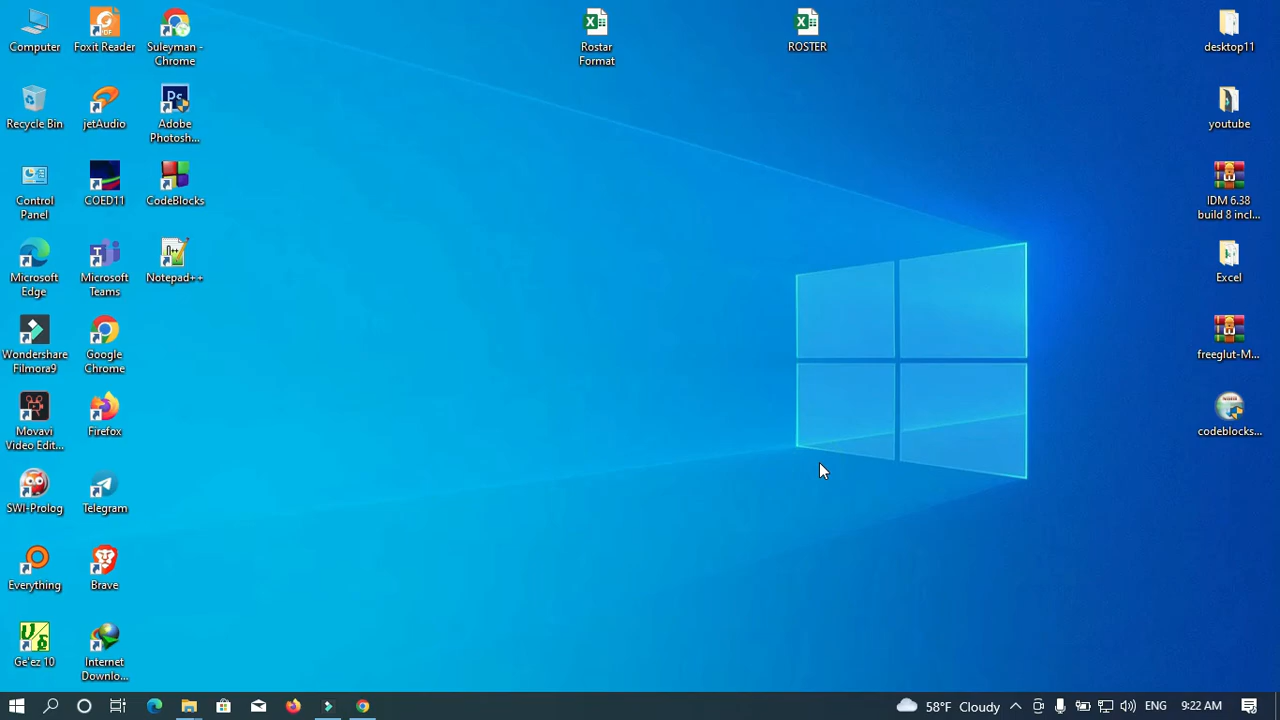 Computer
Foxit Reader
Suleyman -
Chrome
Rostar
Format
ROSTER
desktop11
Recycle Bin
jetAudio
Adobe
Photosh...
youtube
Control
Panel
COED11
CodeBlocks
IDM 6.38
build 8 incl...
Microsoft
Edge
Microsoft
Teams
Notepad++
Excel
Wondershare
Filmora9
Google
Chrome
freeglut-M...
Movavi
Video Edit...
Firefox
codeblocks...
SWI-Prolog
Telegram
Everything
Brave
Ge'ez 10
Internet
Downlo...
58°F Cloudy
ENG
9:22 AM